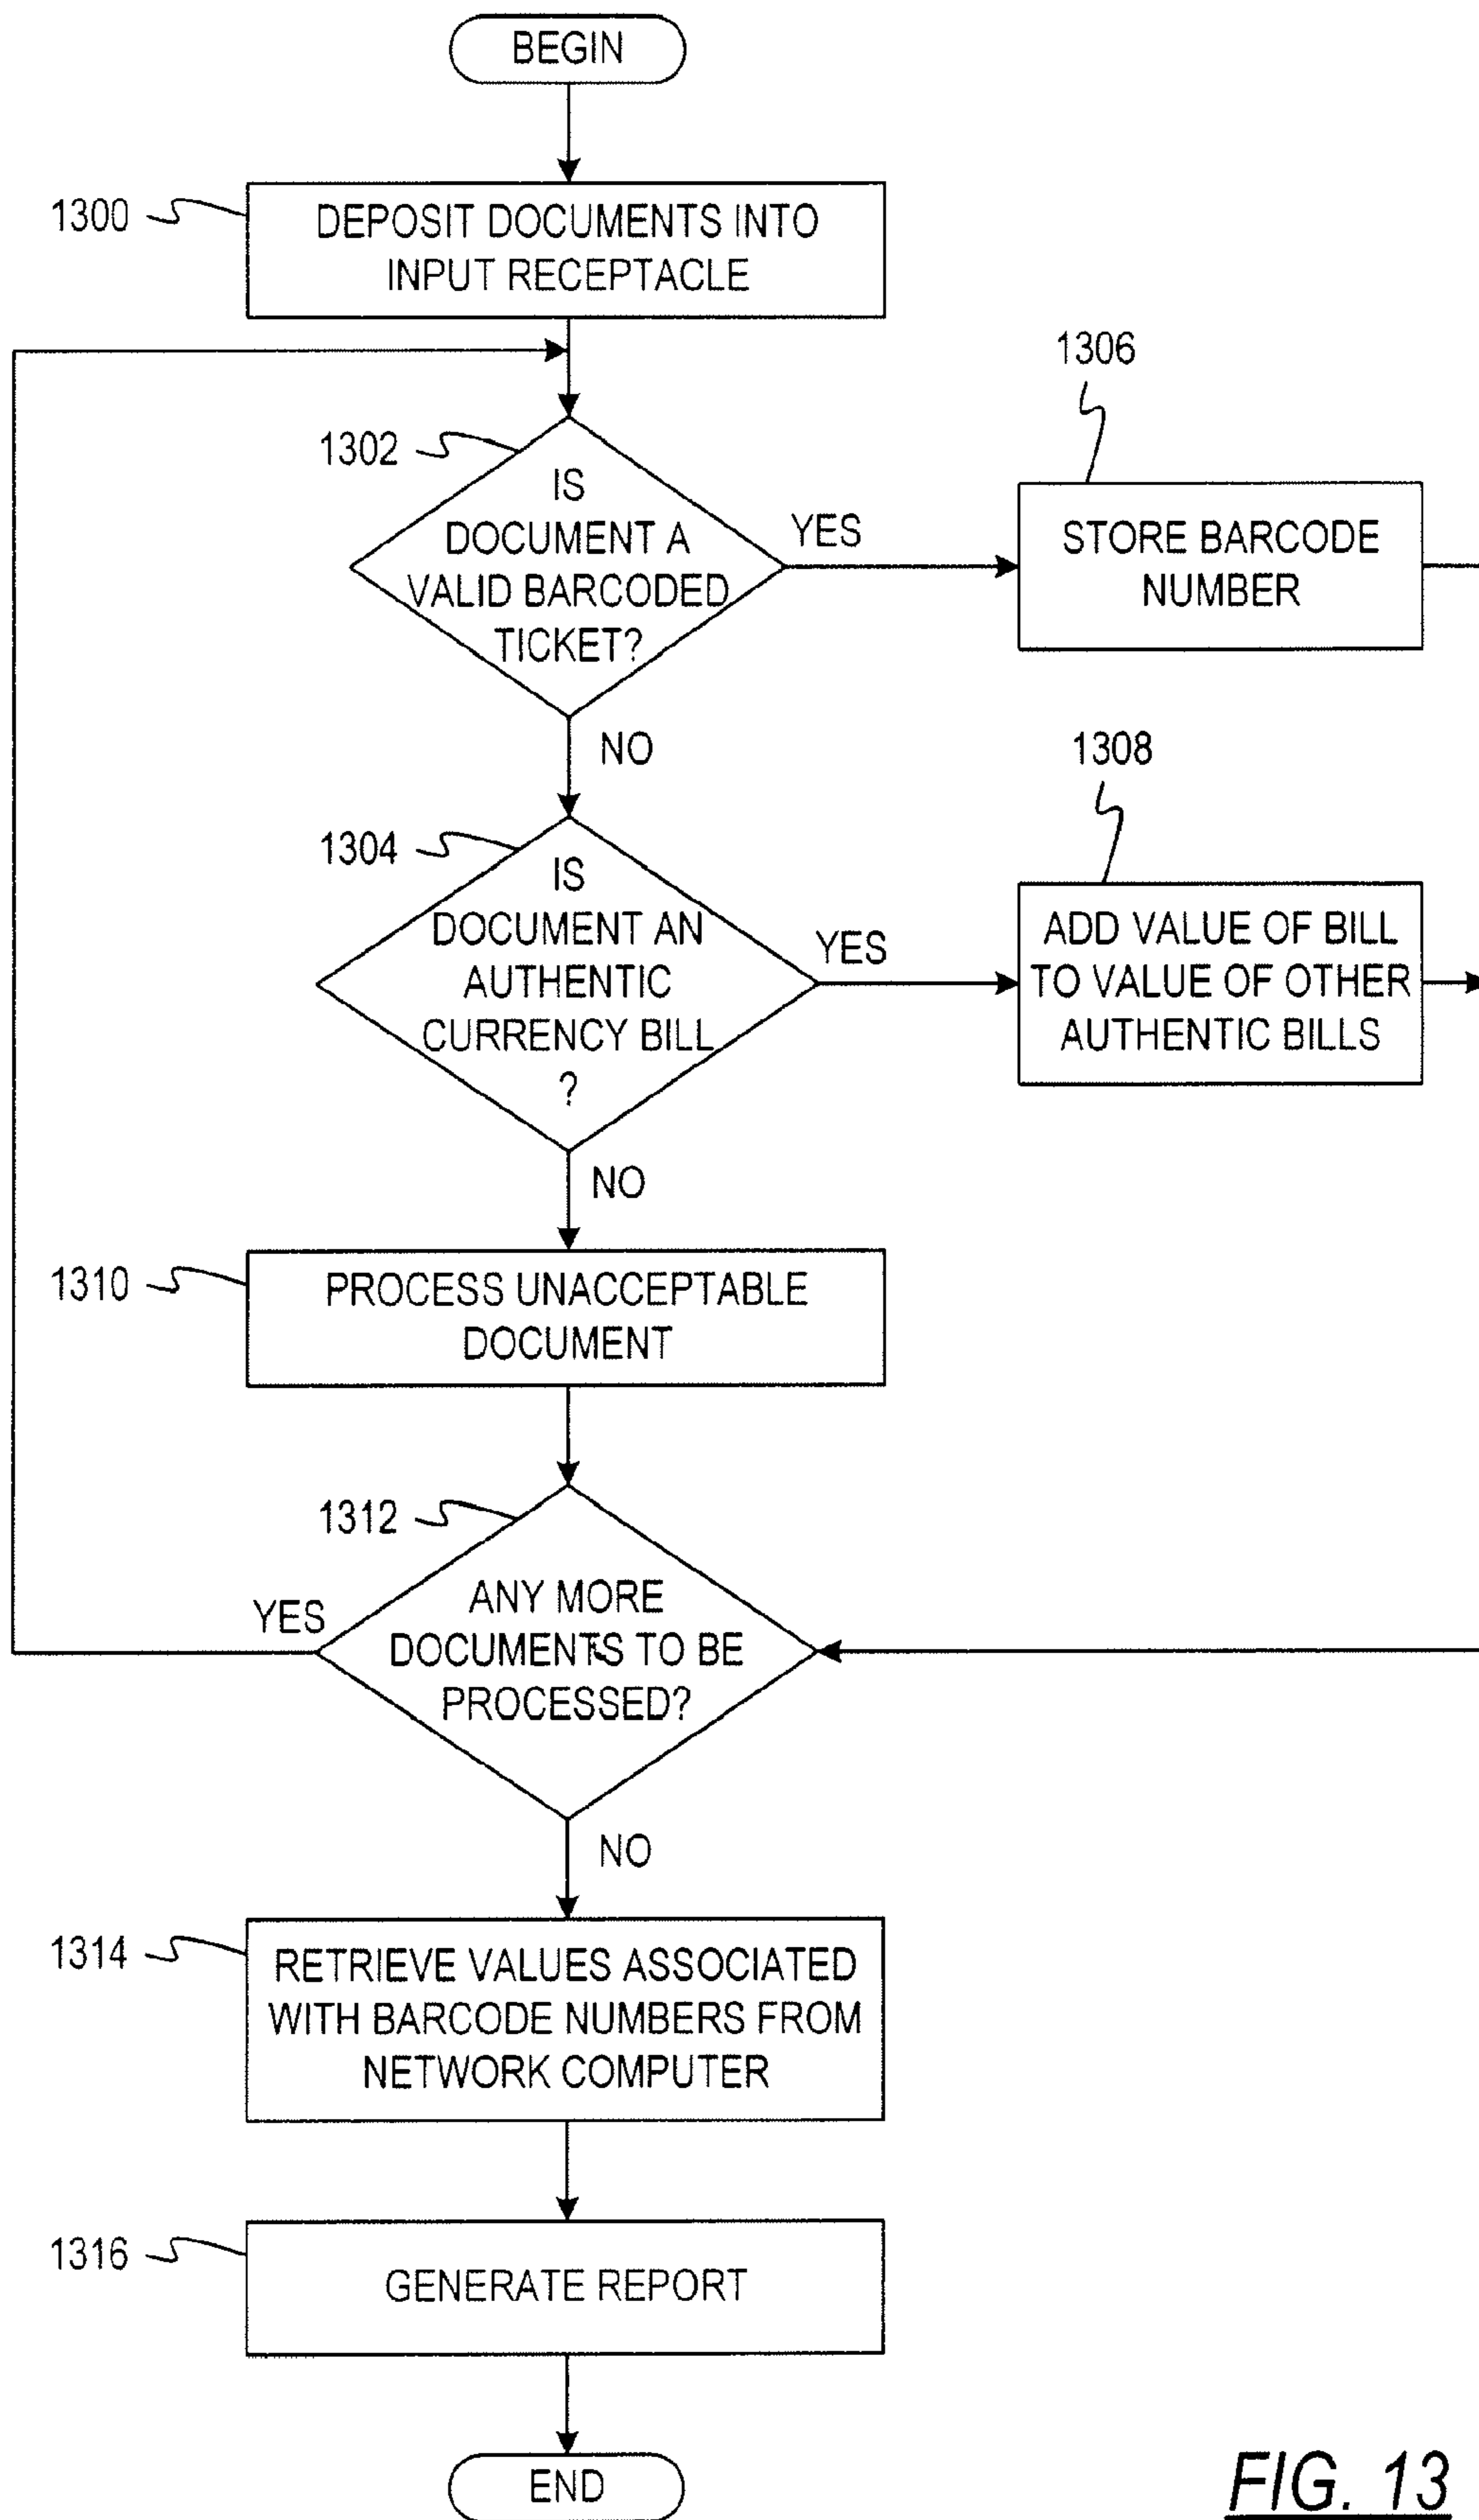 BEGIN
1300
DEPOSIT DOCUMENTS INTO
INPUT RECEPTACLE
1302
IS
DOCUMENT A
VALID BARCODED
TICKET?
YES
1306
STORE BARCODE
NUMBER
NO
1304
IS
DOCUMENT AN
AUTHENTIC
CURRENCY BILL
?
YES
1308
ADD VALUE OF BILL
TO VALUE OF OTHER
AUTHENTIC BILLS
NO
1310
PROCESS UNACCEPTABLE
DOCUMENT
1312
ANY MORE
DOCUMENTS TO BE
PROCESSED?
YES
NO
1314
RETRIEVE VALUES ASSOCIATED
WITH BARCODE NUMBERS FROM
NETWORK COMPUTER
1316
GENERATE REPORT
END
FIG. 13